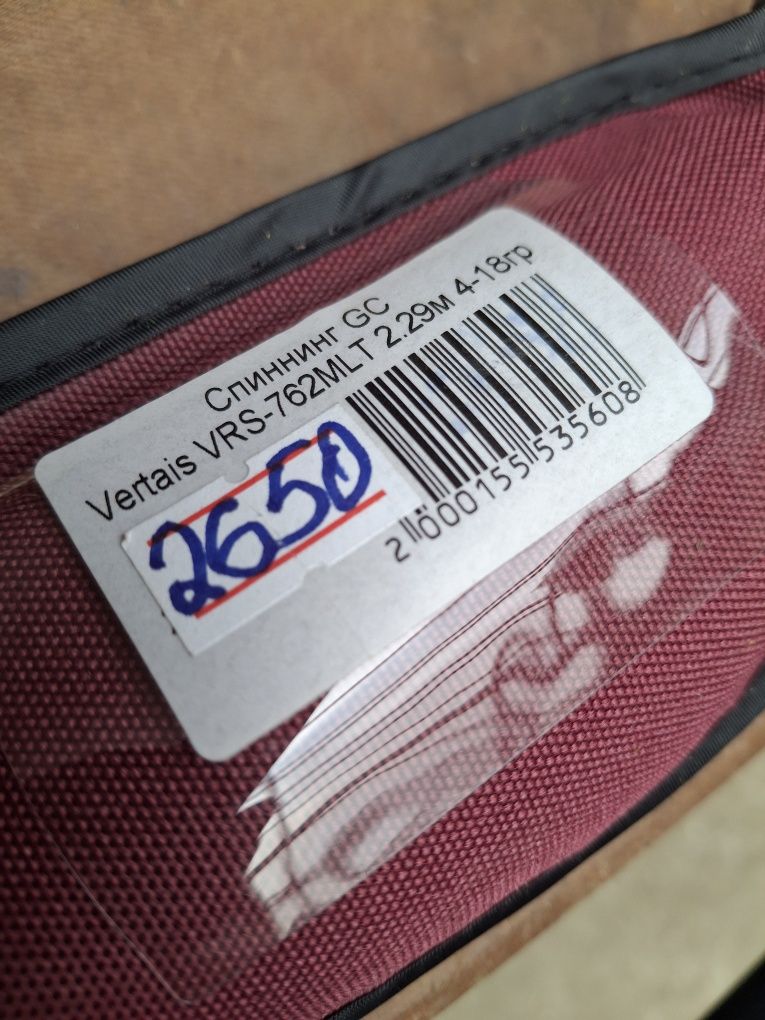 Спиннинг GC
Vertais VRS-762MLT 2.29м 4-18гр
2650
2 000155 535608